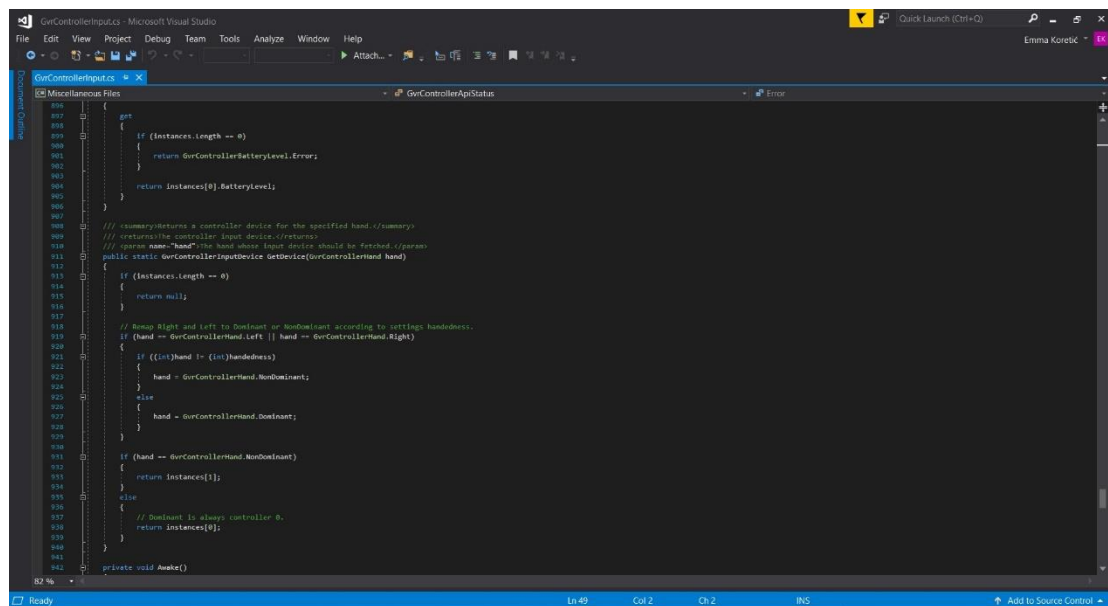 GvrControllerInput.cs - Microsoft Visual Studio
Quick Launch (Ctrl+Q)
File Edit View Project Debug Team Tools Analyze Window Help
Emma Koretić EK
Attach...
Document Outline
GvrControllerInput.cs
Miscellaneous Files GvrControllerApiStatus Error
896 {
897 get
898 {
899 if (instances.Length == 0)
900 {
901 return GvrControllerBatteryLevel.Error;
902 }
903
904 return instances[0].BatteryLevel;
905 }
906 }
907
908 /// <summary>Returns a controller device for the specified hand.</summary>
909 /// <returns>The controller input device.</returns>
910 /// <param name="hand">The hand whose input device should be fetched.</param>
911 public static GvrControllerInputDevice GetDevice(GvrControllerHand hand)
912 {
913 if (instances.Length == 0)
914 {
915 return null;
916 }
917
918 // Remap Right and Left to Dominant or NonDominant according to settings handedness.
919 if (hand == GvrControllerHand.Left || hand == GvrControllerHand.Right)
920 {
921 if ((int)hand != (int)handedness)
922 {
923 hand = GvrControllerHand.NonDominant;
924 }
925 else
926 {
927 hand = GvrControllerHand.Dominant;
928 }
929 }
930
931 if (hand == GvrControllerHand.NonDominant)
932 {
933 return instances[1];
934 }
935 else
936 {
937 // Dominant is always controller 0.
938 return instances[0];
939 }
940 }
941
942 private void Awake()
82 %
Ready Ln 49 Col 2 Ch 2 INS Add to Source Control